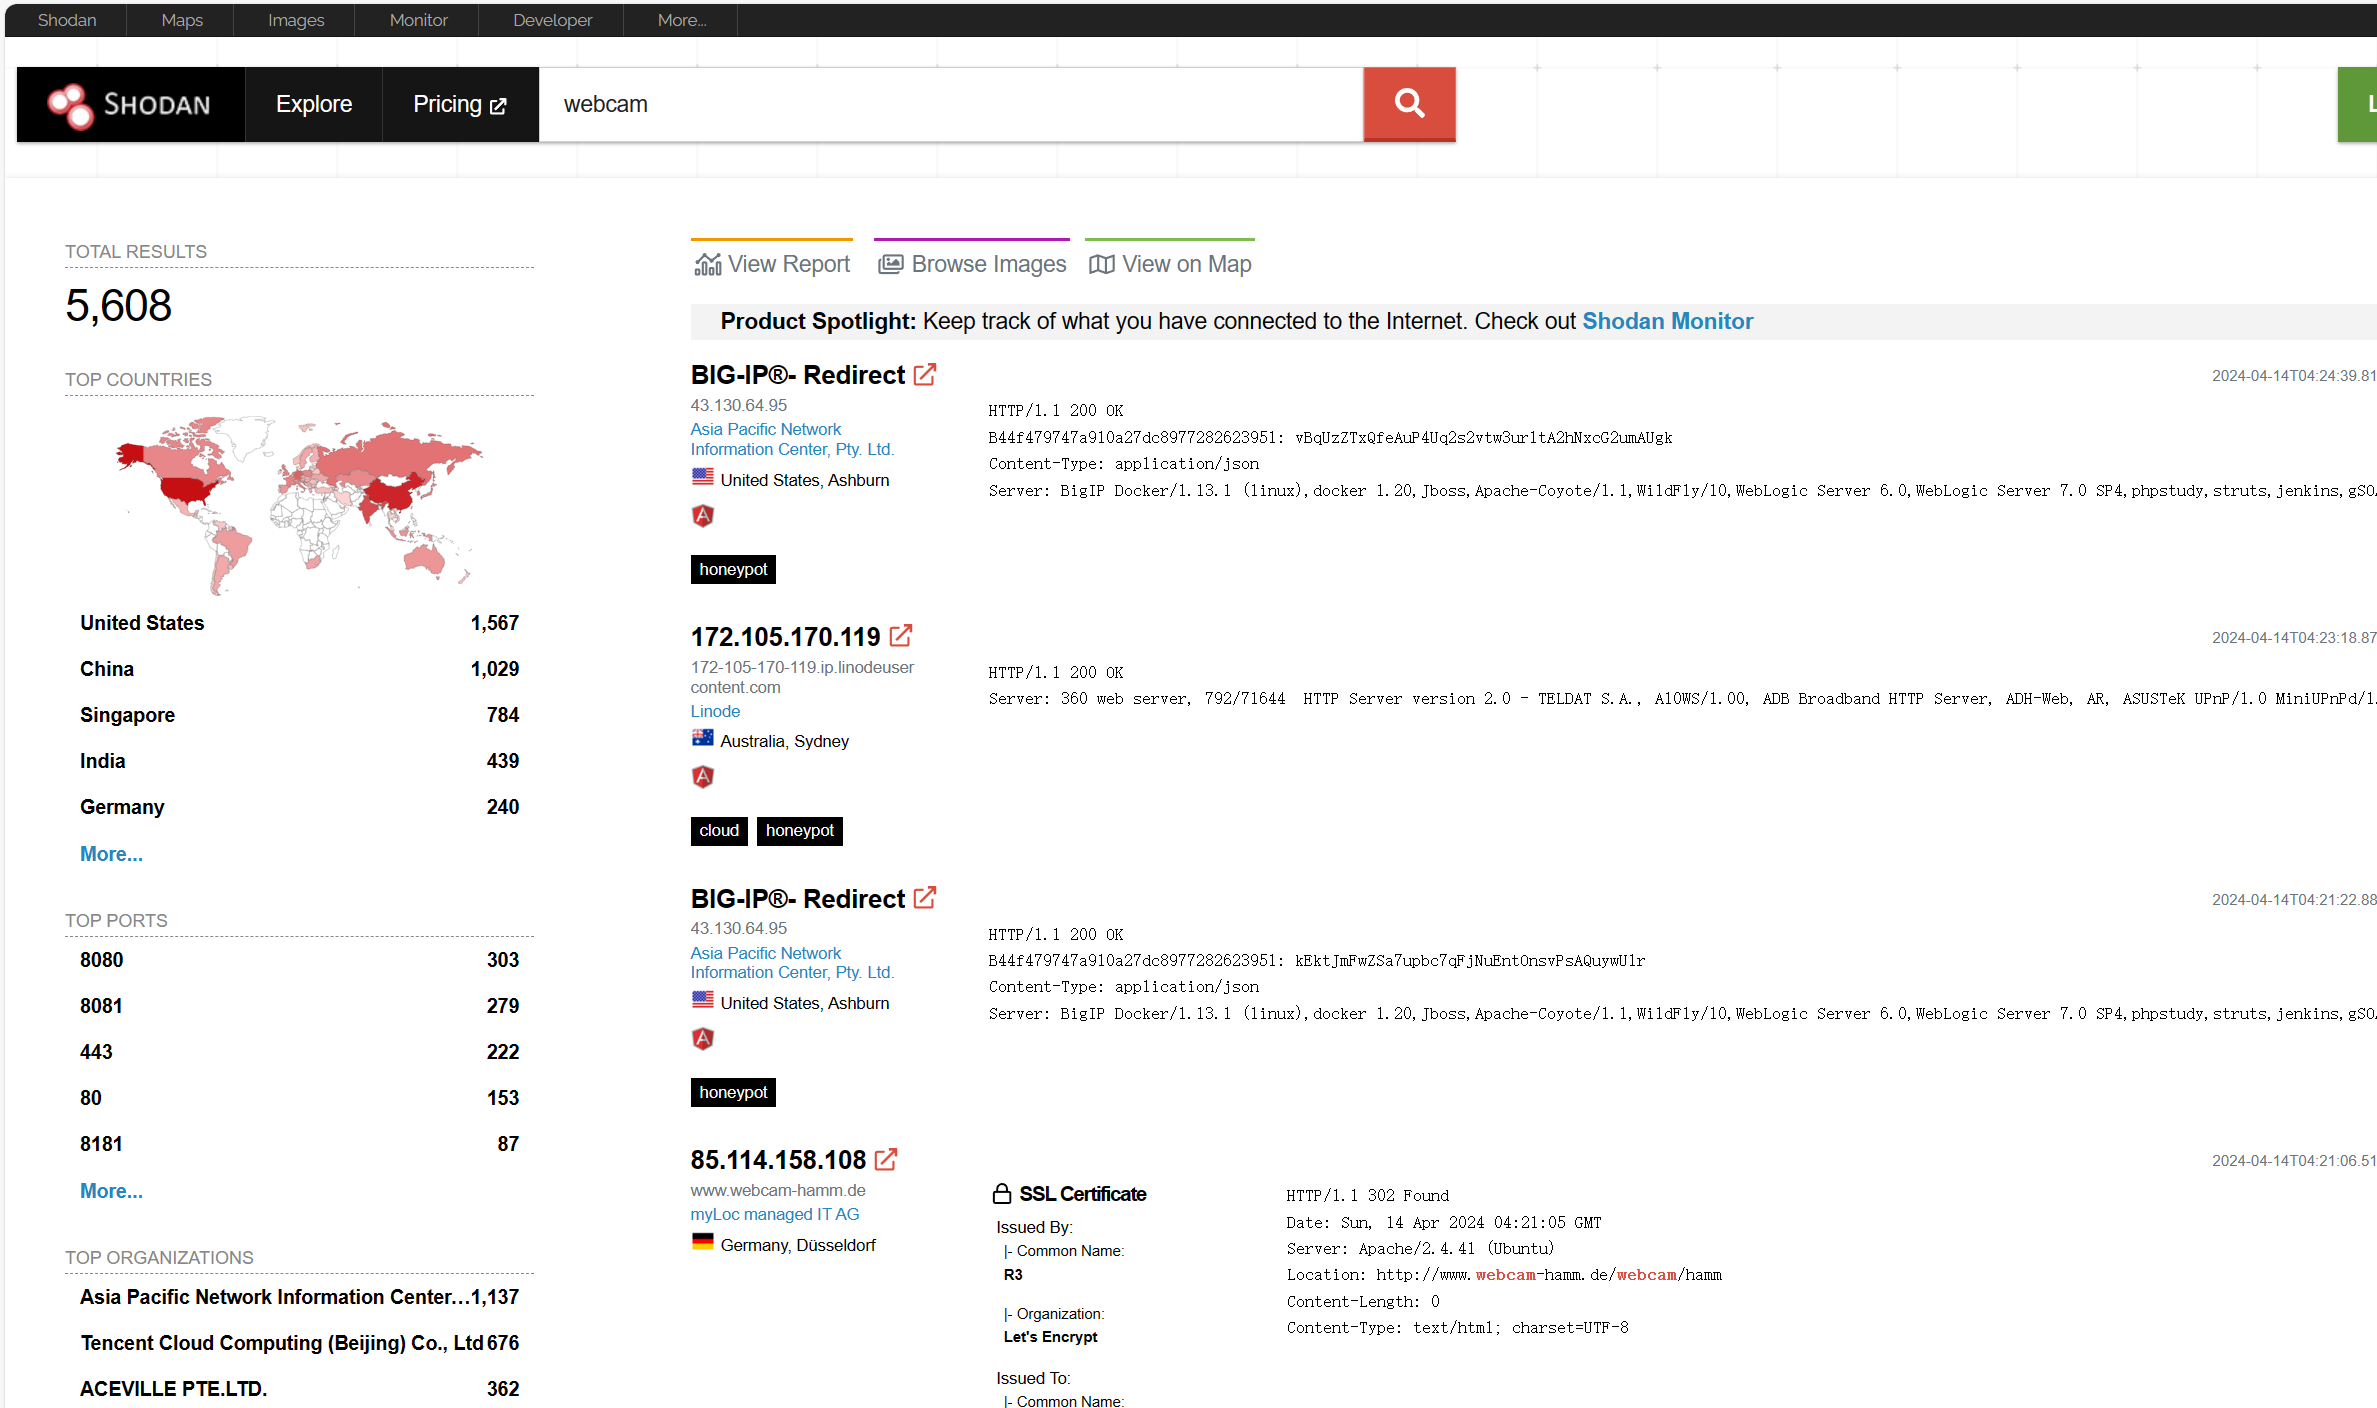 Shodan Maps Images Monitor Developer More...
SHODAN Explore Pricing webcam
TOTAL RESULTS
5,608
TOP COUNTRIES
United States 1,567
China 1,029
Singapore 784
India 439
Germany 240
More...
TOP PORTS
8080 303
8081 279
443 222
80 153
8181 87
More...
TOP ORGANIZATIONS
Asia Pacific Network Information Center…1,137
Tencent Cloud Computing (Beijing) Co., Ltd 676
ACEVILLE PTE.LTD. 362
View Report Browse Images View on Map
Product Spotlight: Keep track of what you have connected to the Internet. Check out Shodan Monitor
BIG-IP®- Redirect
2024-04-14T04:24:39.81
43.130.64.95
Asia Pacific Network
Information Center, Pty. Ltd.
United States, Ashburn
honeypot
HTTP/1.1 200 OK
B44f479747a910a27dc8977282623951: vBqUzZTxQfeAuP4Uq2s2vtw3ur1tA2hNxcG2umAUgk
Content-Type: application/json
Server: BigIP Docker/1.13.1 (linux),docker 1.20,Jboss,Apache-Coyote/1.1,WildFly/10,WebLogic Server 6.0,WebLogic Server 7.0 SP4,phpstudy,struts,jenkins,gSO
172.105.170.119
2024-04-14T04:23:18.87
172-105-170-119.ip.linodeuser
content.com
Linode
Australia, Sydney
cloud honeypot
HTTP/1.1 200 OK
Server: 360 web server, 792/71644 HTTP Server version 2.0 - TELDAT S.A., A10WS/1.00, ADB Broadband HTTP Server, ADH-Web, AR, ASUSTeK UPnP/1.0 MiniUPnPd/1.
BIG-IP®- Redirect
2024-04-14T04:21:22.88
43.130.64.95
Asia Pacific Network
Information Center, Pty. Ltd.
United States, Ashburn
honeypot
HTTP/1.1 200 OK
B44f479747a910a27dc8977282623951: kEktJmFwZSa7upbc7qFjNuEntOnsvPsAQuywUlr
Content-Type: application/json
Server: BigIP Docker/1.13.1 (linux),docker 1.20,Jboss,Apache-Coyote/1.1,WildFly/10,WebLogic Server 6.0,WebLogic Server 7.0 SP4,phpstudy,struts,jenkins,gSO
85.114.158.108
2024-04-14T04:21:06.51
www.webcam-hamm.de
myLoc managed IT AG
Germany, Düsseldorf
SSL Certificate
Issued By:
|- Common Name:
R3
|- Organization:
Let's Encrypt
Issued To:
|- Common Name:
HTTP/1.1 302 Found
Date: Sun, 14 Apr 2024 04:21:05 GMT
Server: Apache/2.4.41 (Ubuntu)
Location: http://www.webcam-hamm.de/webcam/hamm
Content-Length: 0
Content-Type: text/html; charset=UTF-8